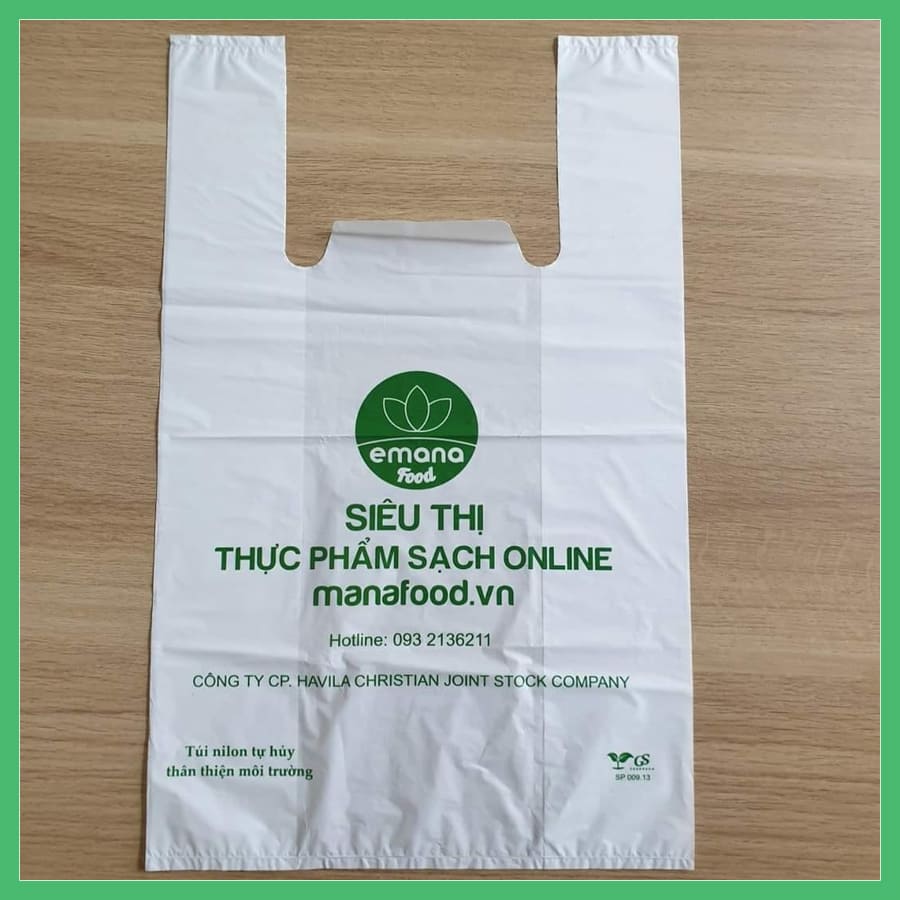 emana
Food
SIÊU THỊ
THỰC PHẨM SẠCH ONLINE
manafood.vn
Hotline: 093 2136211
CÔNG TY CP. HAVILA CHRISTIAN JOINT STOCK COMPANY
Túi nilon tự hủy
thân thiện môi trường
GS
SP 009.13